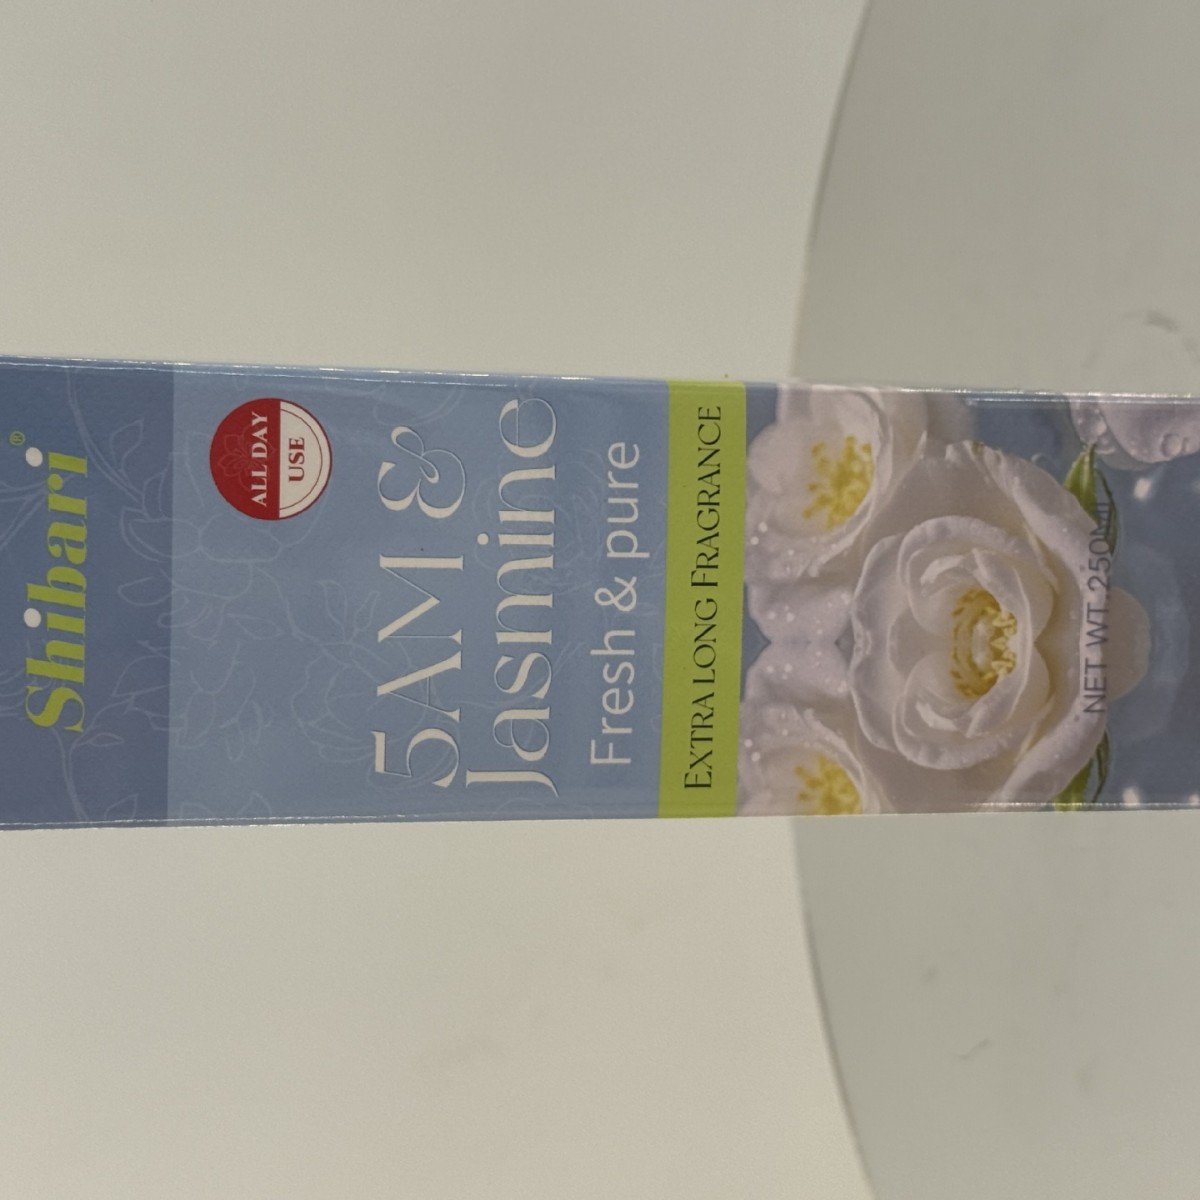 Shibari®
ALL DAY
USE
5AM &
Jasmine
Fresh & pure
EXTRA LONG FRAGRANCE
NET WT.250ML